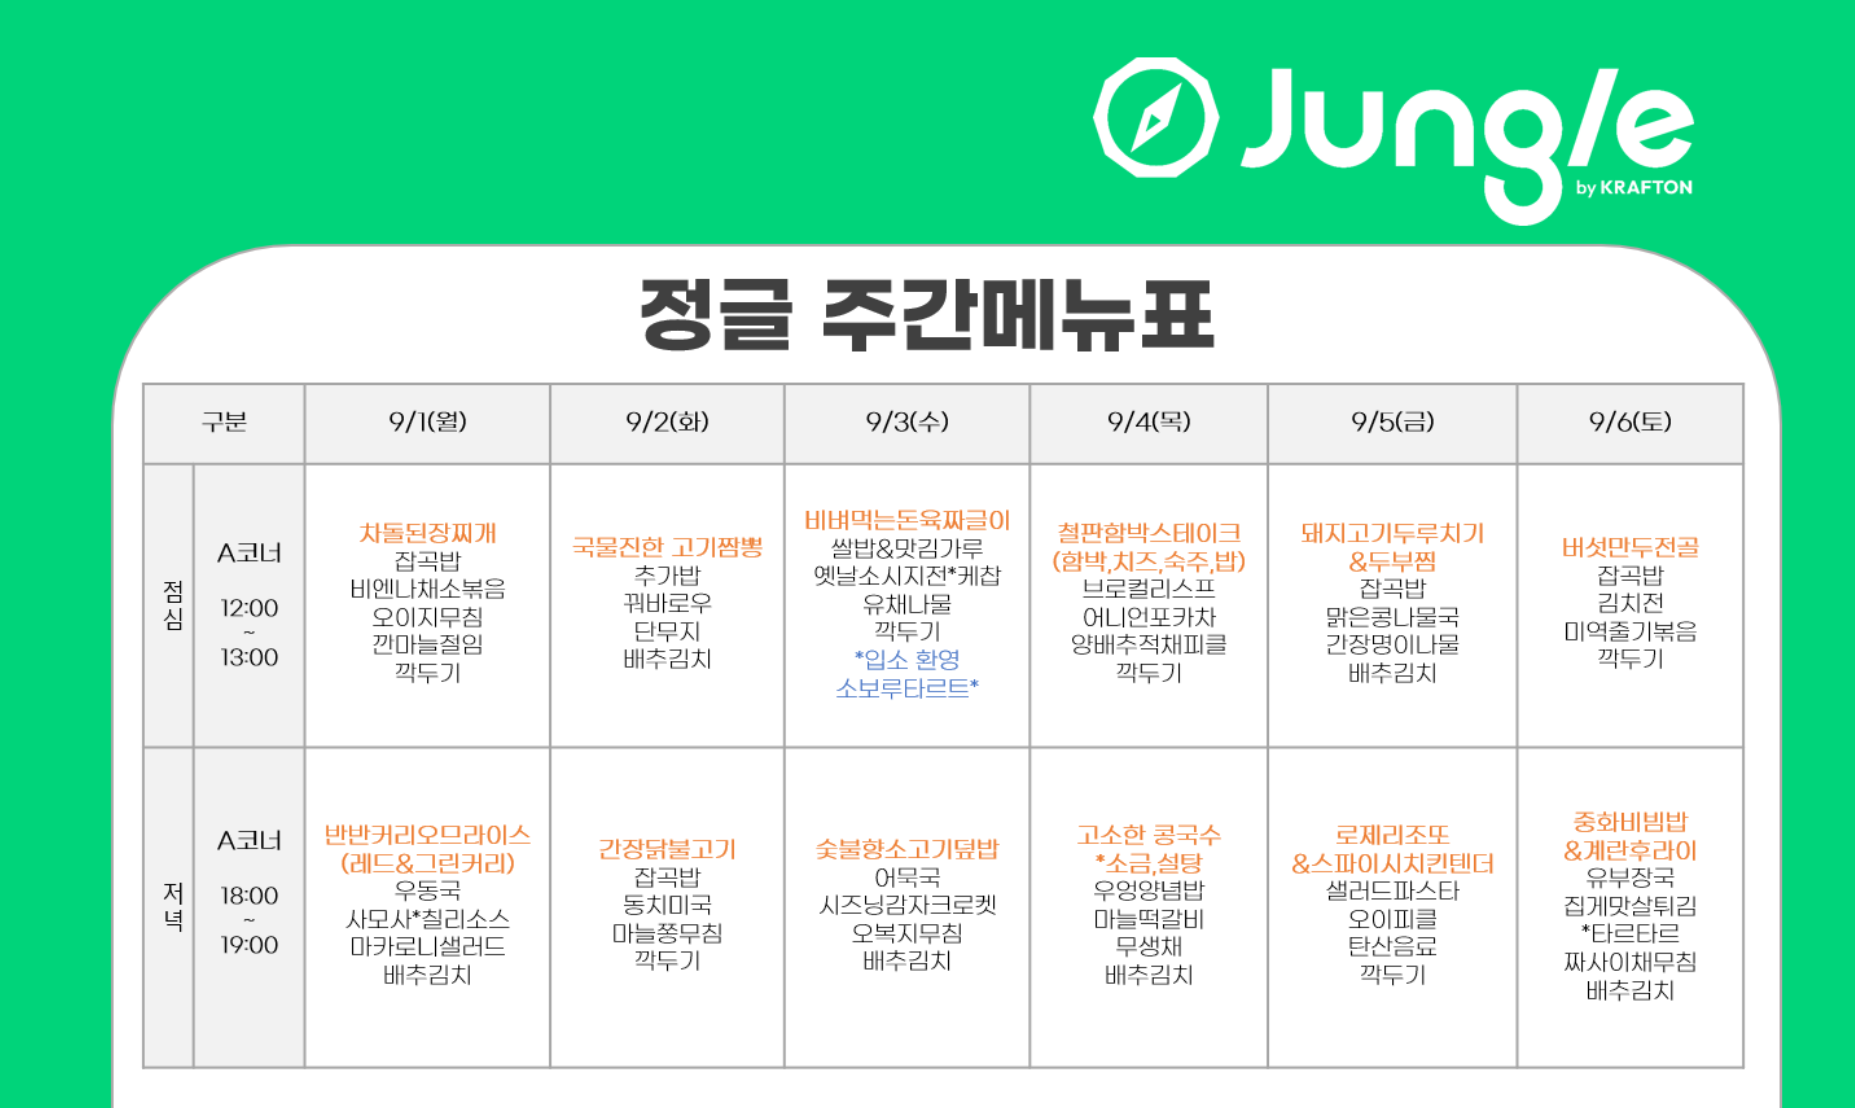 Jungle
by KRAFTON
정글 주간메뉴표
구분
9/1(월)
9/2(화)
9/3(수)
9/4(목)
9/5(금)
9/6(토)
점심
A코너
12:00
~
13:00
차돌된장찌개
잡곡밥
비엔나채소볶음
오이지무침
깐마늘절임
깍두기
국물진한 고기짬뽕
추가밥
꿔바로우
단무지
배추김치
비벼먹는돈육짜글이
쌀밥&맛김가루
옛날소시지전*케찹
유채나물
깍두기
*입소 환영
소보루타르트*
철판함박스테이크
(함박,치즈,숙주,밥)
브로컬리스프
어니언포카차
양배추적채피클
깍두기
돼지고기두루치기
&두부찜
잡곡밥
맑은콩나물국
간장명이나물
배추김치
버섯만두전골
잡곡밥
김치전
미역줄기볶음
깍두기
저녁
A코너
18:00
~
19:00
반반커리오므라이스
(레드&그린커리)
우동국
사모사*칠리소스
마카로니샐러드
배추김치
간장닭불고기
잡곡밥
동치미국
마늘쫑무침
깍두기
숯불향소고기덮밥
어묵국
시즈닝감자크로켓
오복지무침
배추김치
고소한 콩국수
*소금,설탕
우엉양념밥
마늘떡갈비
무생채
배추김치
로제리조또
&스파이시치킨텐더
샐러드파스타
오이피클
탄산음료
깍두기
중화비빔밥
&계란후라이
유부장국
집게맛살튀김
*타르타르
짜사이채무침
배추김치